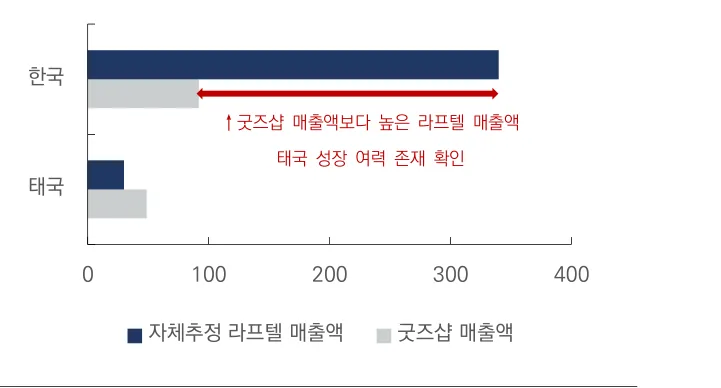 한국
↑굿즈샵 매출액보다 높은 라프텔 매출액
태국 성장 여력 존재 확인
태국
0 100 200 300 400
자체추정 라프텔 매출액 굿즈샵 매출액